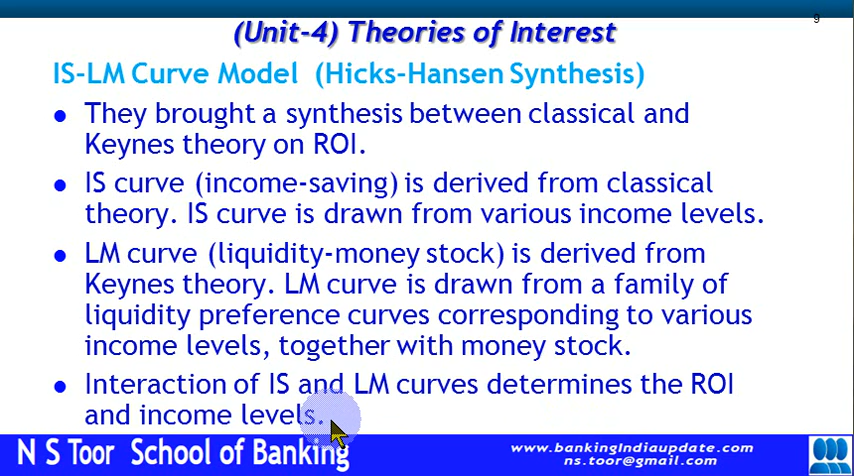 9
(Unit-4) Theories of Interest
IS-LM Curve Model (Hicks-Hansen Synthesis)
• They brought a synthesis between classical and
Keynes theory on ROI.
• IS curve (income-saving) is derived from classical
theory. IS curve is drawn from various income levels.
• LM curve (liquidity-money stock) is derived from
Keynes theory. LM curve is drawn from a family of
liquidity preference curves corresponding to various
income levels, together with money stock.
• Interaction of IS and LM curves determines the ROI
and income levels.
N S Toor School of Banking
www.bankingindiaupdate.com
ns.toor@gmail.com